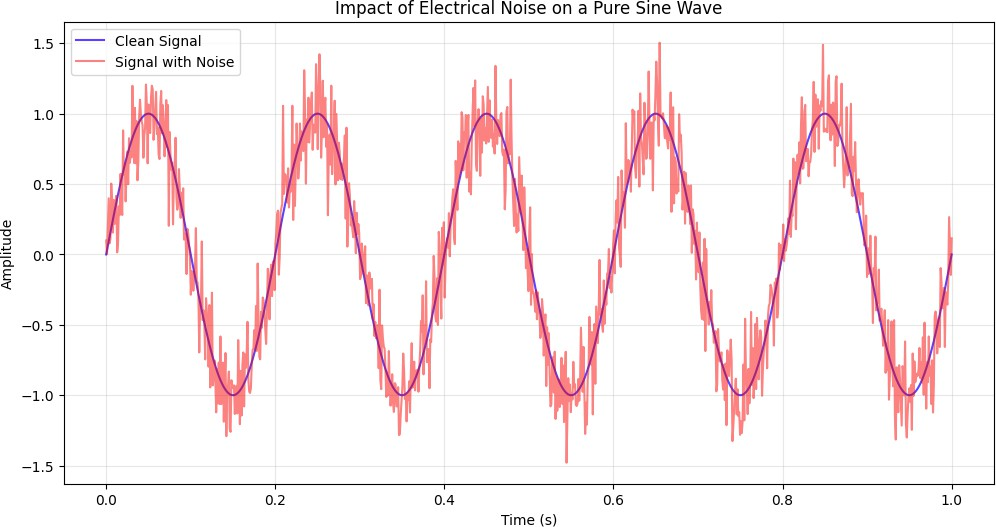 Impact of Electrical Noise on a Pure Sine Wave
Clean Signal
Signal with Noise
Amplitude
1.5
1.0
0.5
0.0
−0.5
−1.0
−1.5
0.0 0.2 0.4 0.6 0.8 1.0
Time (s)